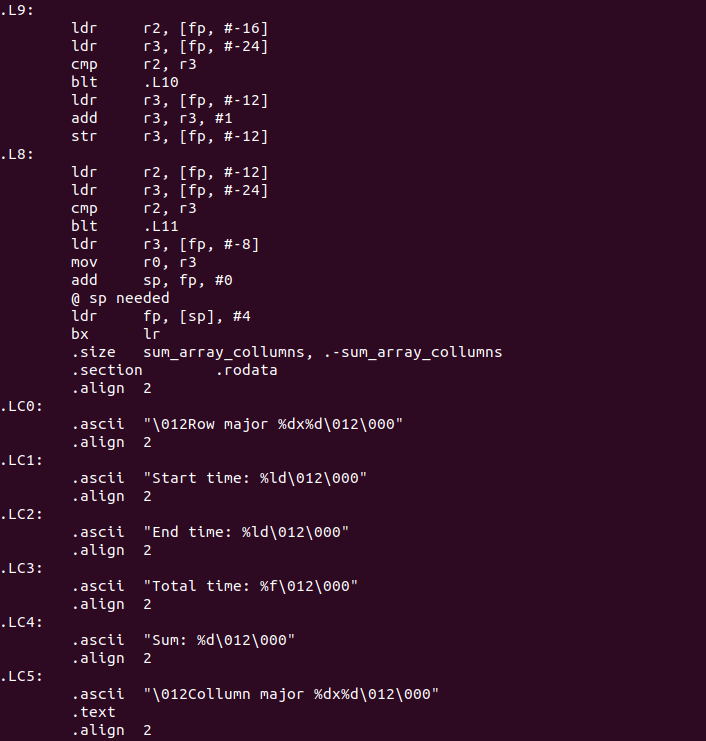 .L9:
        ldr     r2, [fp, #-16]
        ldr     r3, [fp, #-24]
        cmp     r2, r3
        blt     .L10
        ldr     r3, [fp, #-12]
        add     r3, r3, #1
        str     r3, [fp, #-12]
.L8:
        ldr     r2, [fp, #-12]
        ldr     r3, [fp, #-24]
        cmp     r2, r3
        blt     .L11
        ldr     r3, [fp, #-8]
        mov     r0, r3
        add     sp, fp, #0
        @ sp needed
        ldr     fp, [sp], #4
        bx      lr
        .size   sum_array_collumns, .-sum_array_collumns
        .section        .rodata
        .align  2
.LC0:
        .ascii  "\012Row major %dx%d\012\000"
        .align  2
.LC1:
        .ascii  "Start time: %ld\012\000"
        .align  2
.LC2:
        .ascii  "End time: %ld\012\000"
        .align  2
.LC3:
        .ascii  "Total time: %f\012\000"
        .align  2
.LC4:
        .ascii  "Sum: %d\012\000"
        .align  2
.LC5:
        .ascii  "\012Collumn major %dx%d\012\000"
        .text
        .align  2